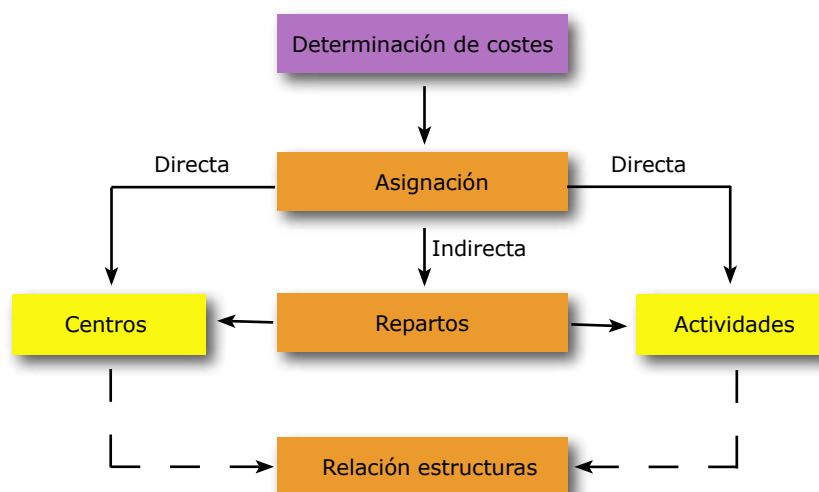 Determinación de costes
Directa
Directa
Asignación
Indirecta
Centros
Repartos
Actividades
Relación estructuras